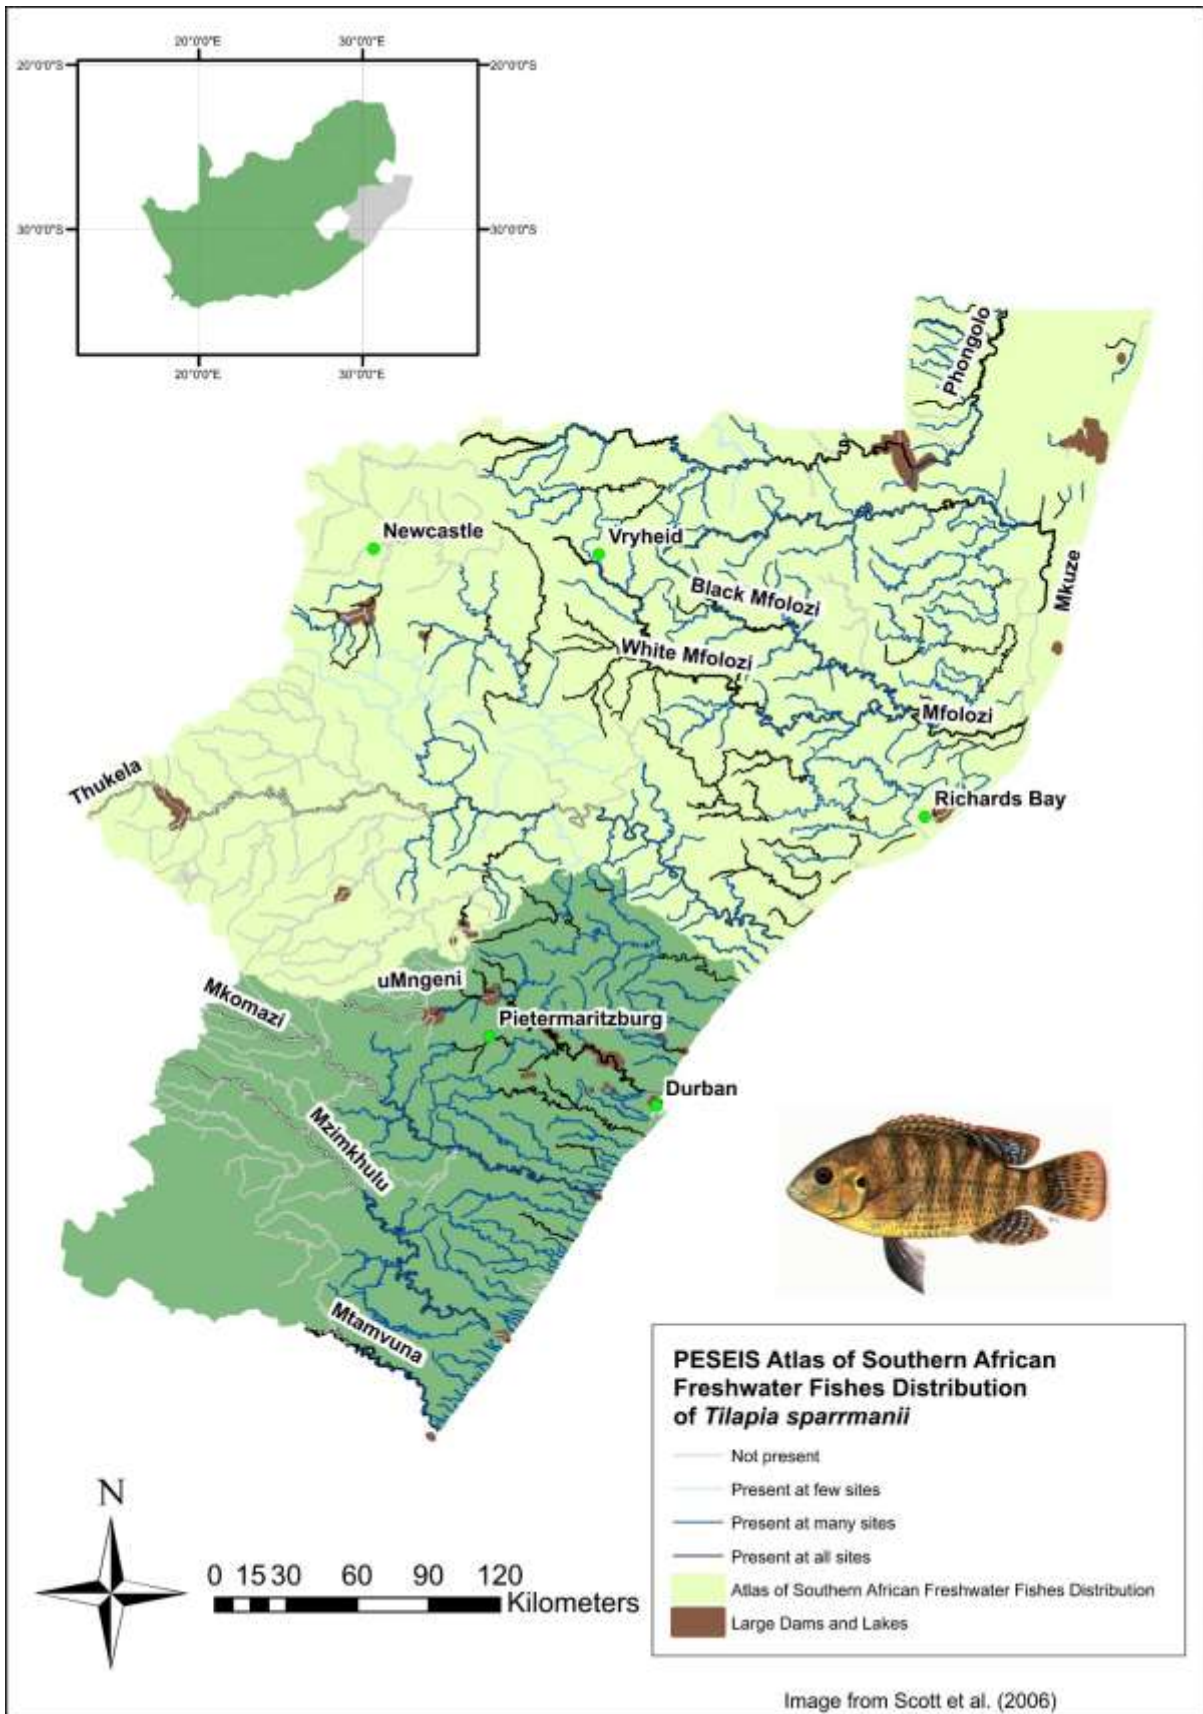 20°0'0"E
30°0'0"E
20°0'0"S
20°0'0"S
30°0'0"S
30°0'0"S
20°0'0"E
30°0'0"E
Phongolo
Newcastle
Vryheid
Mkuze
Black Mfolozi
White Mfolozi
Mfolozi
Thukela
Richards Bay
uMngeni
Mkomazi
Pietermaritzburg
Durban
Mzimkhulu
Mtamvuna
PESEIS Atlas of Southern African
Freshwater Fishes Distribution
of Tilapia sparrmanii
Not present
Present at few sites
Present at many sites
Present at all sites
Atlas of Southern African Freshwater Fishes Distribution
Large Dams and Lakes
N
0 15 30 60 90 120
Kilometers
Image from Scott et al. (2006)